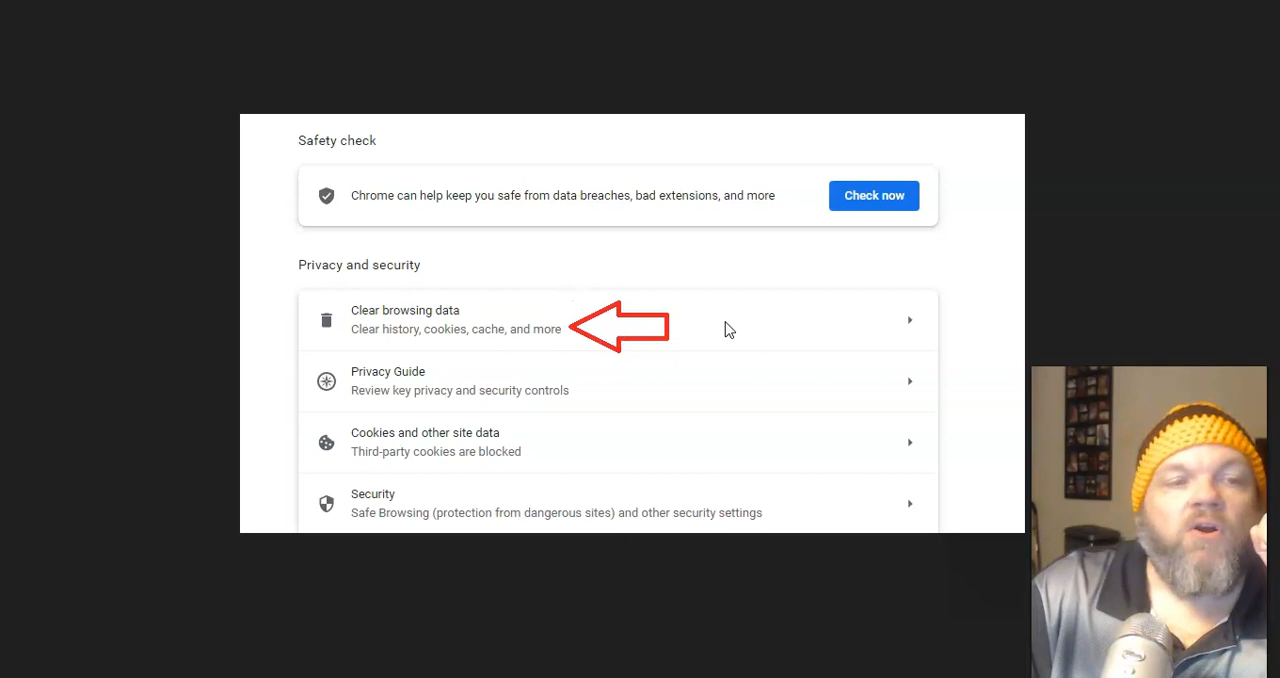 Safety check
Chrome can help keep you safe from data breaches, bad extensions, and more
Check now
Privacy and security
Clear browsing data
Clear history, cookies, cache, and more
Privacy Guide
Review key privacy and security controls
Cookies and other site data
Third-party cookies are blocked
Security
Safe Browsing (protection from dangerous sites) and other security settings